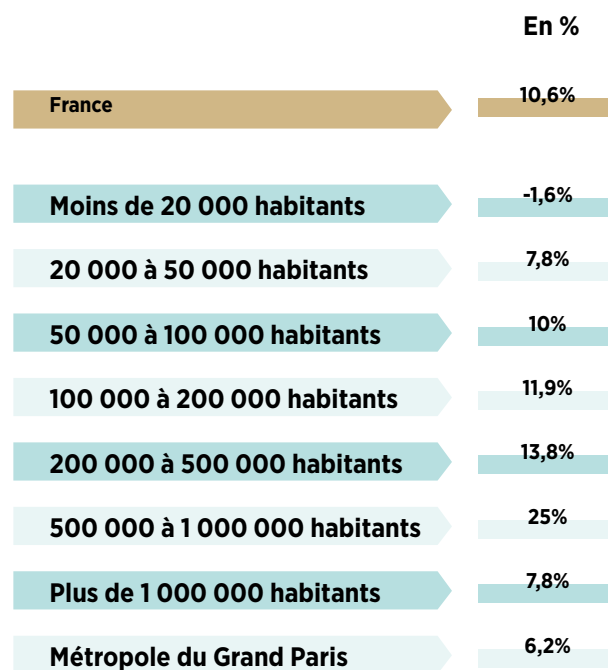 En %
France 10,6%
Moins de 20 000 habitants -1,6%
20 000 à 50 000 habitants 7,8%
50 000 à 100 000 habitants 10%
100 000 à 200 000 habitants 11,9%
200 000 à 500 000 habitants 13,8%
500 000 à 1 000 000 habitants 25%
Plus de 1 000 000 habitants 7,8%
Métropole du Grand Paris 6,2%